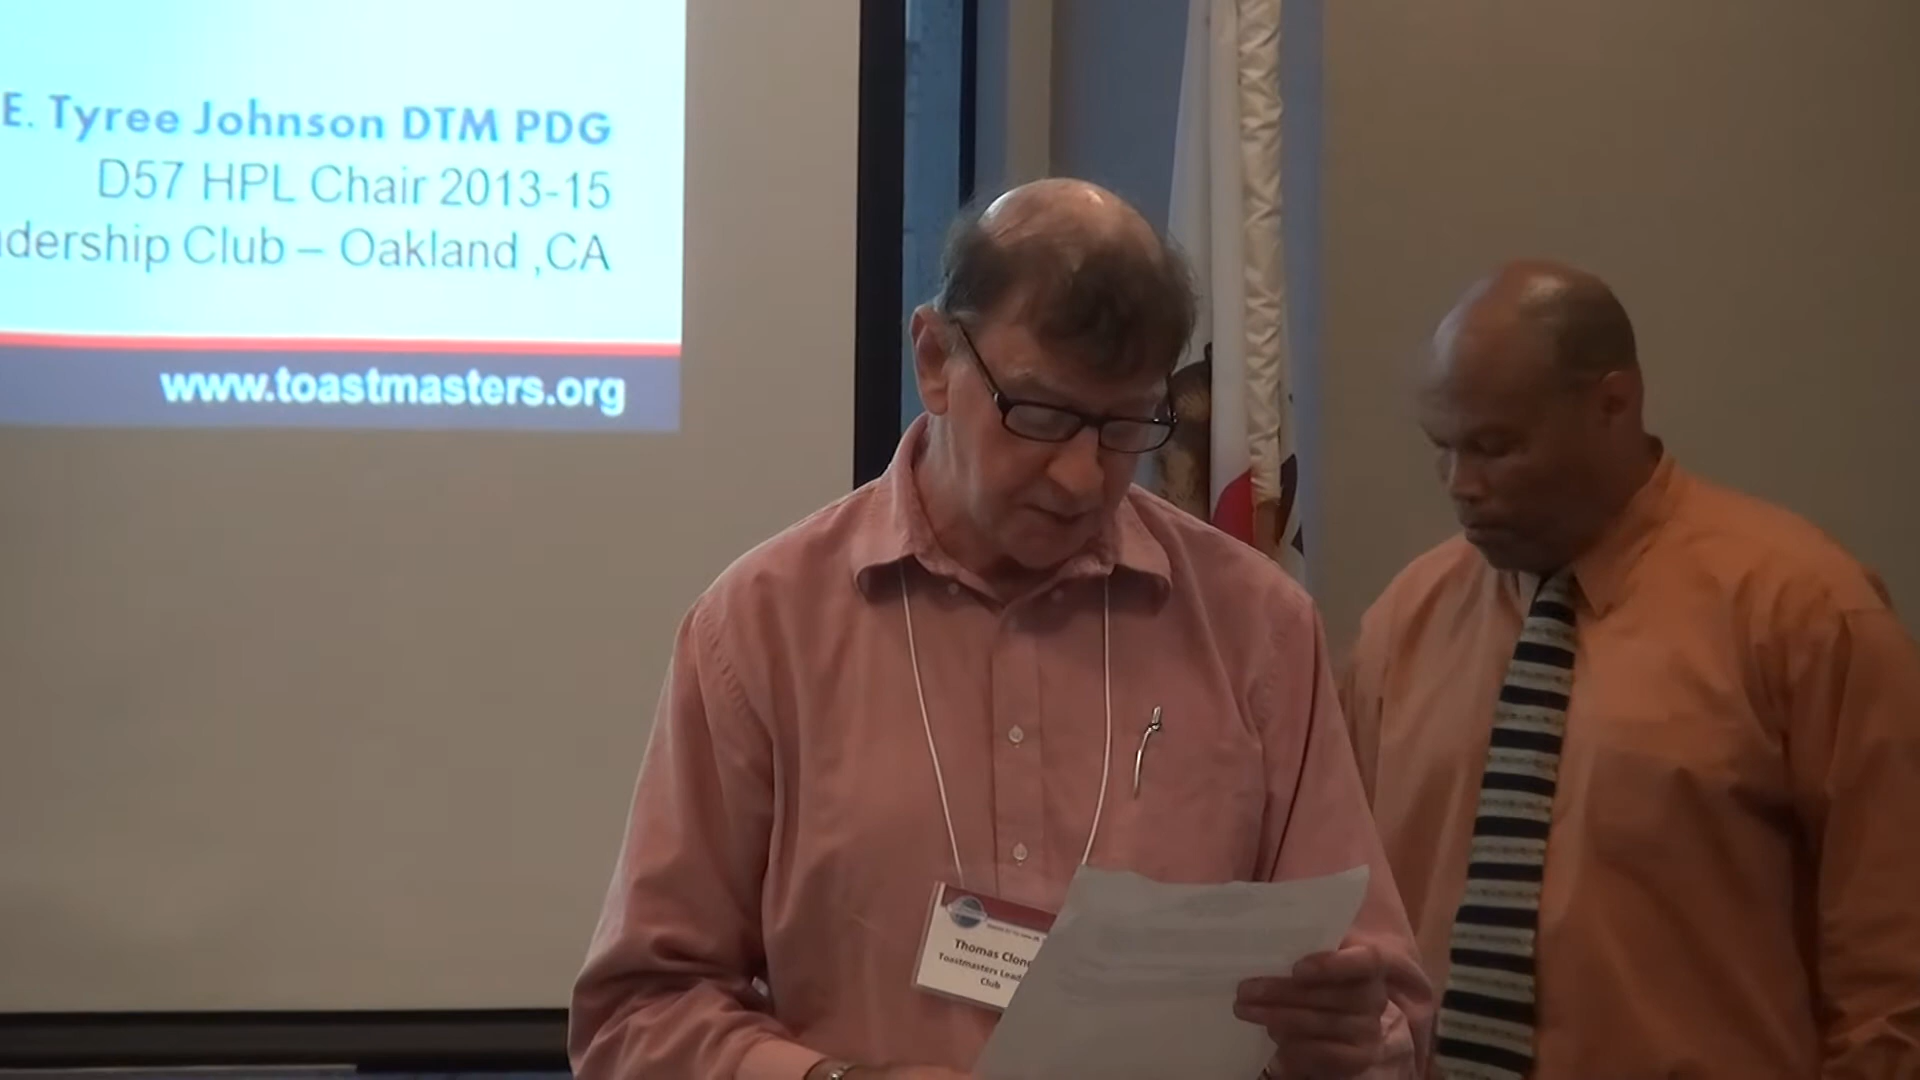 E. Tyree Johnson DTM PDG
D57 HPL Chair 2013-15
dership Club – Oakland ,CA
www.toastmasters.org
Thomas Clon
Toastmasters Lead
Club